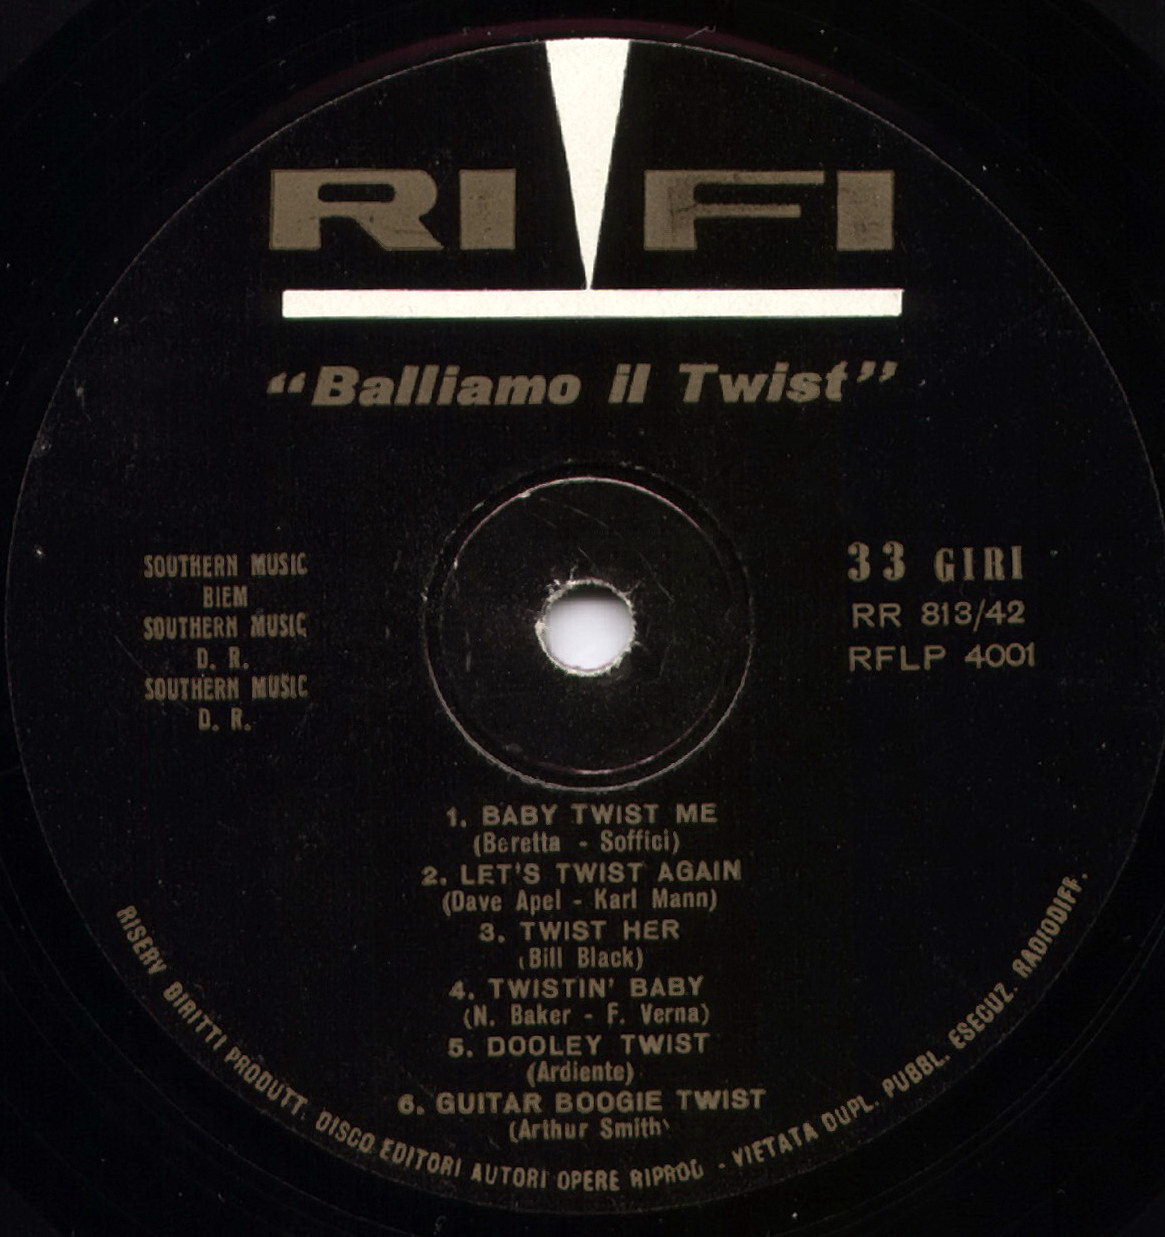 RI FI
"Balliamo il Twist"
SOUTHERN MUSIC
BIEM
SOUTHERN MUSIC
D. R.
SOUTHERN MUSIC
D. R.
33 GIRI
RR 813/42
RFLP 4001
1. BABY TWIST ME
(Beretta - Soffici)
2. LET'S TWIST AGAIN
(Dave Apel - Karl Mann)
3. TWIST HER
(Bill Black)
4. TWISTIN' BABY
(N. Baker - F. Verna)
5. DOOLEY TWIST
(Ardiente)
6. GUITAR BOOGIE TWIST
(Arthur Smith)
RISERV DIRITTI PRODUTT. DISCO EDITORI AUTORI OPERE RIPROD - VIETATA DUPL. PUBBL. ESECUZ. RADIODIFF.